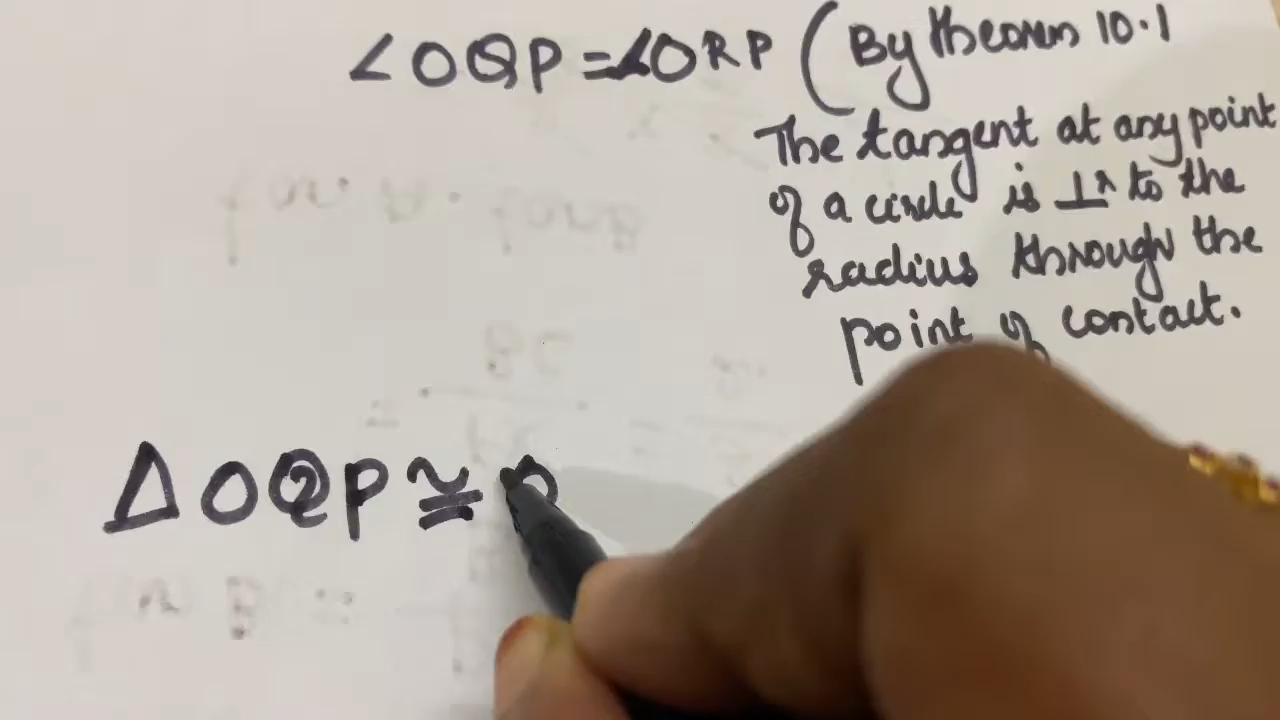 ∠OQP=∠ORP (By theorem 10.1
The tangent at any point
of a circle is ⊥r to the
radius through the
point of contact.
ΔOQP≅O